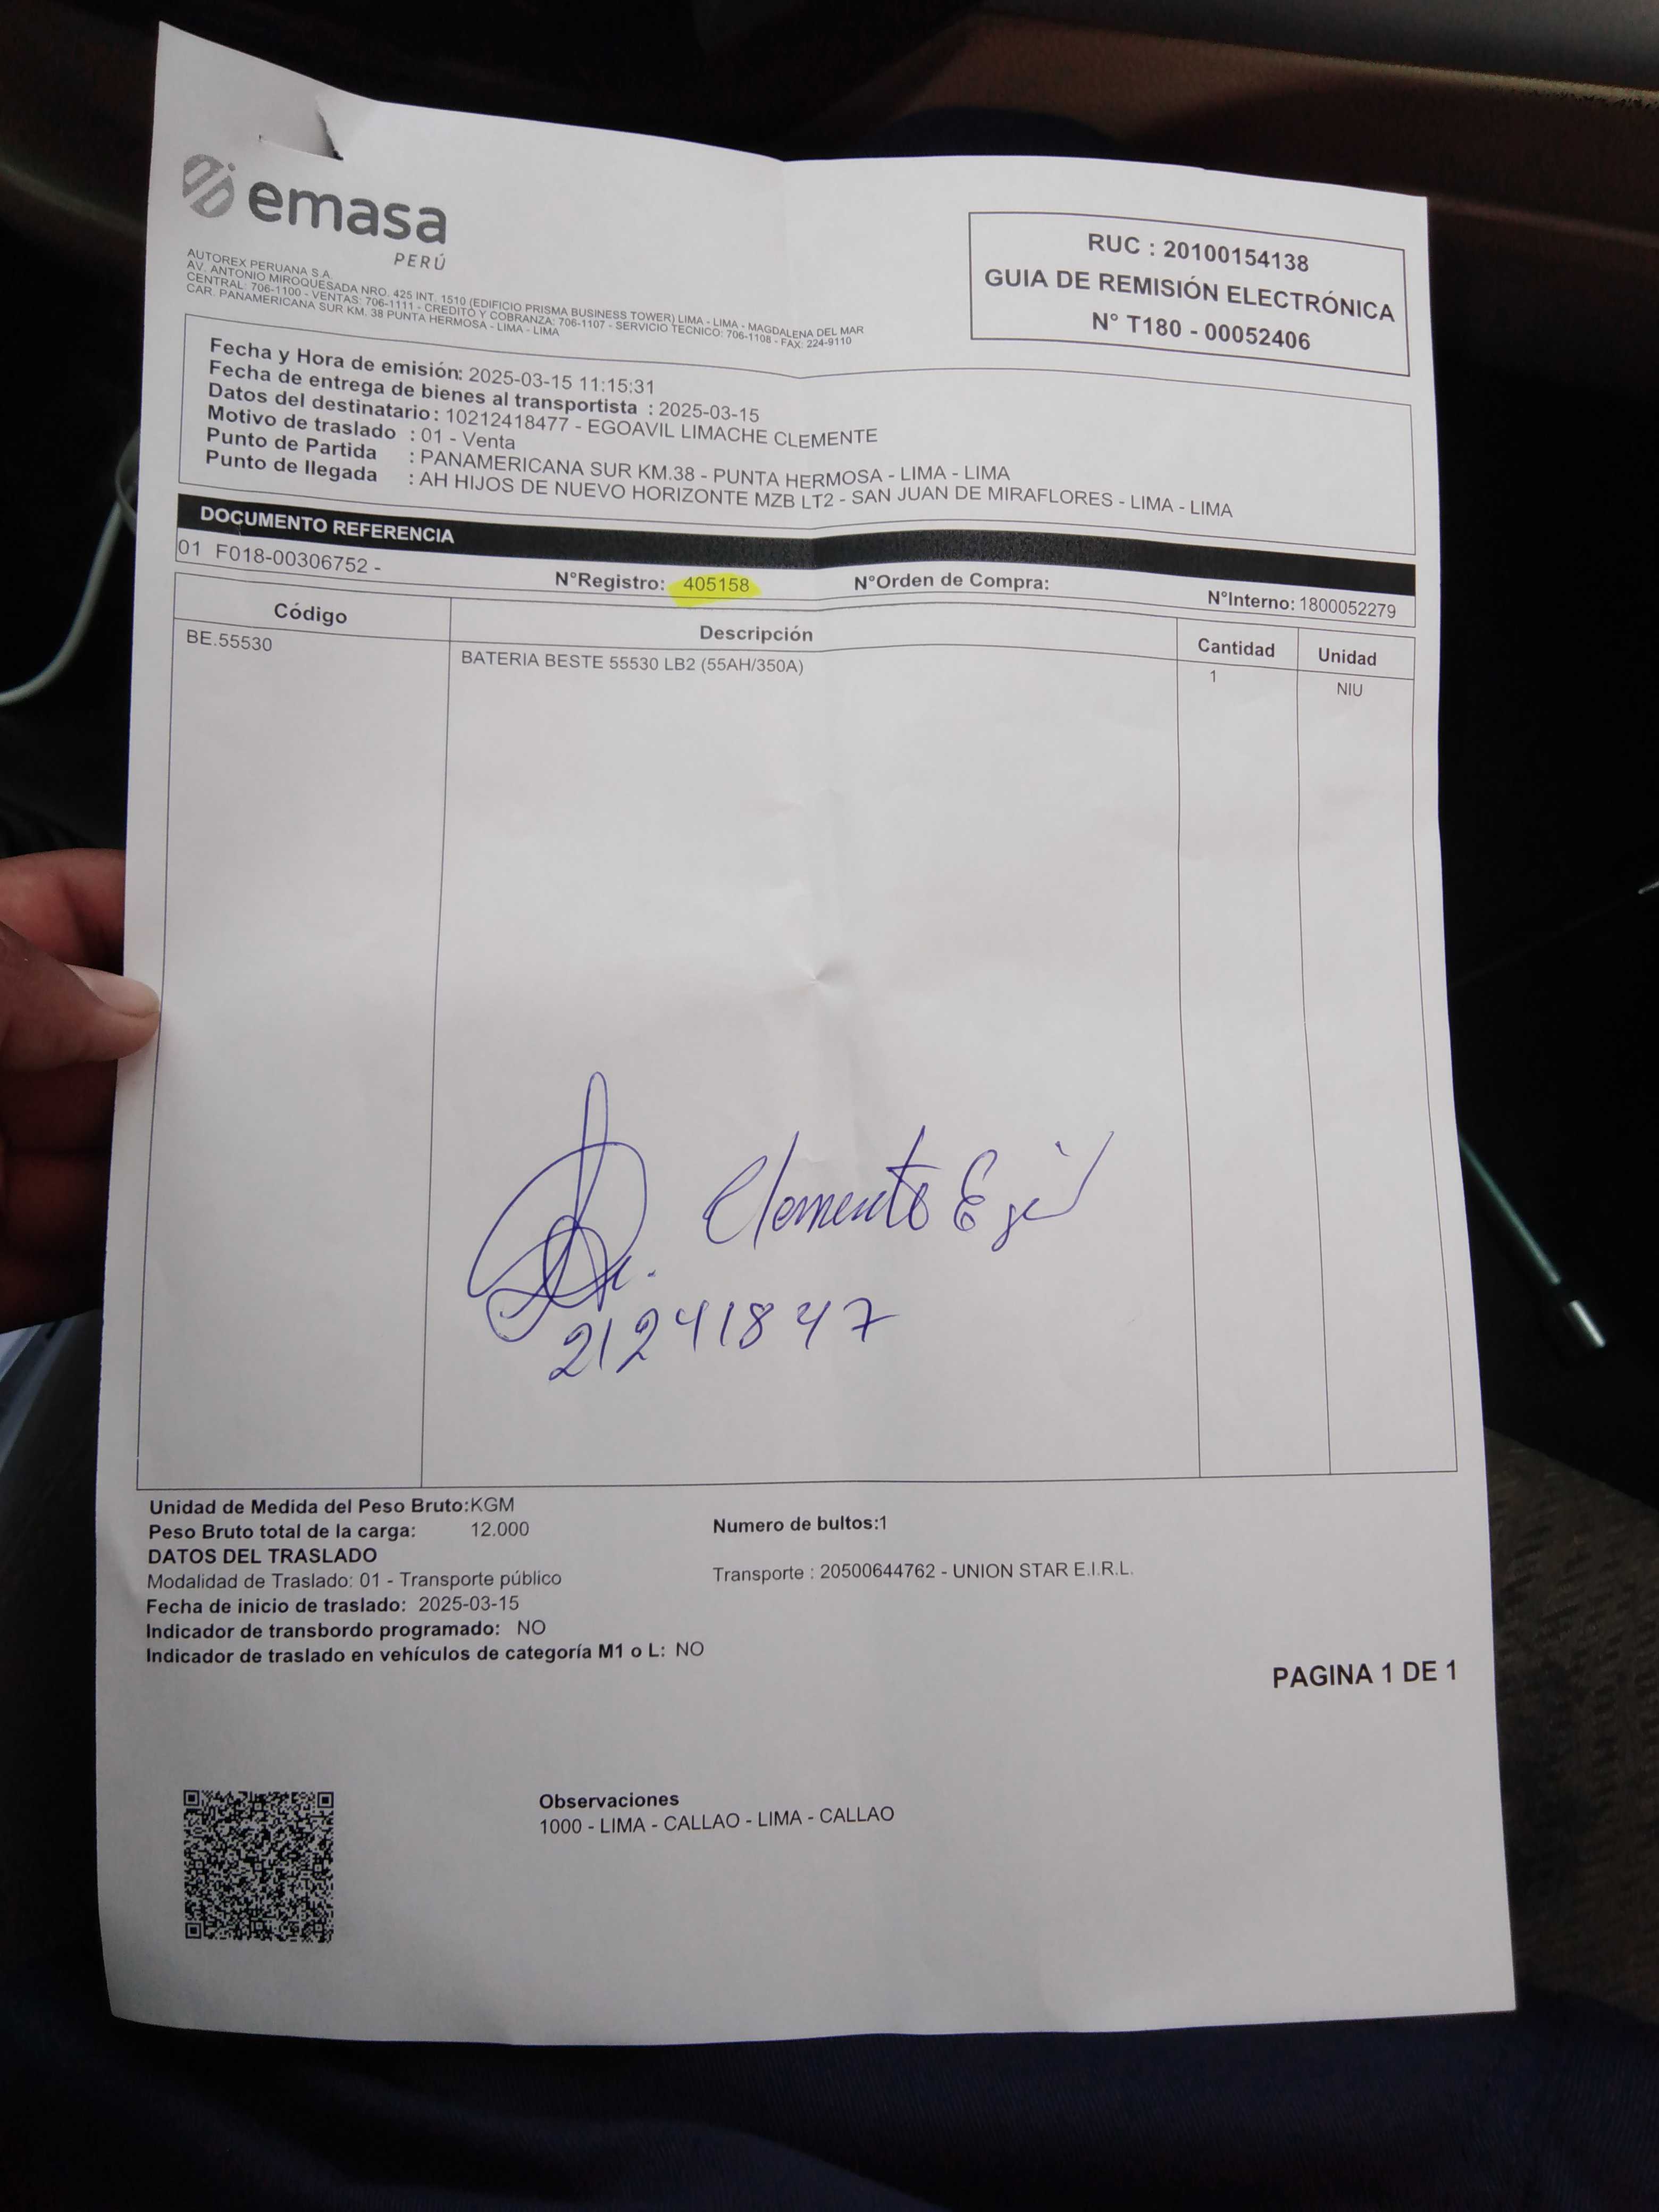 emasa
PERÚ
AUTOREX PERUANA S.A.
AV. ANTONIO MIROQUESADA NRO. 425 INT. 1510 (EDIFICIO PRISMA BUSINESS TOWER) LIMA - LIMA - MAGDALENA DEL MAR
CENTRAL: 706-1100 - VENTAS: 706-1111 - CREDITO Y COBRANZA: 706-1107 - SERVICIO TECNICO: 706-1108 - FAX: 224-9110
CAR. PANAMERICANA SUR KM. 38 PUNTA HERMOSA - LIMA - LIMA
RUC : 20100154138
GUIA DE REMISIÓN ELECTRÓNICA
N° T180 - 00052406
Fecha y Hora de emisión: 2025-03-15 11:15:31
Fecha de entrega de bienes al transportista : 2025-03-15
Datos del destinatario : 10212418477 - EGOAVIL LIMACHE CLEMENTE
Motivo de traslado : 01 - Venta
Punto de Partida : PANAMERICANA SUR KM.38 - PUNTA HERMOSA - LIMA - LIMA
Punto de llegada : AH HIJOS DE NUEVO HORIZONTE MZB LT2 - SAN JUAN DE MIRAFLORES - LIMA - LIMA
DOCUMENTO REFERENCIA
01 F018-00306752 - N°Registro: 405158 N°Orden de Compra: N°Interno: 1800052279
Código Descripción Cantidad Unidad
BE.55530 BATERIA BESTE 55530 LB2 (55AH/350A) 1 NIU
Clemente
21241847
Unidad de Medida del Peso Bruto:KGM
Peso Bruto total de la carga: 12.000 Numero de bultos:1
DATOS DEL TRASLADO
Modalidad de Traslado: 01 - Transporte público Transporte : 20500644762 - UNION STAR E.I.R.L.
Fecha de inicio de traslado: 2025-03-15
Indicador de transbordo programado: NO
Indicador de traslado en vehículos de categoría M1 o L: NO
PAGINA 1 DE 1
Observaciones
1000 - LIMA - CALLAO - LIMA - CALLAO